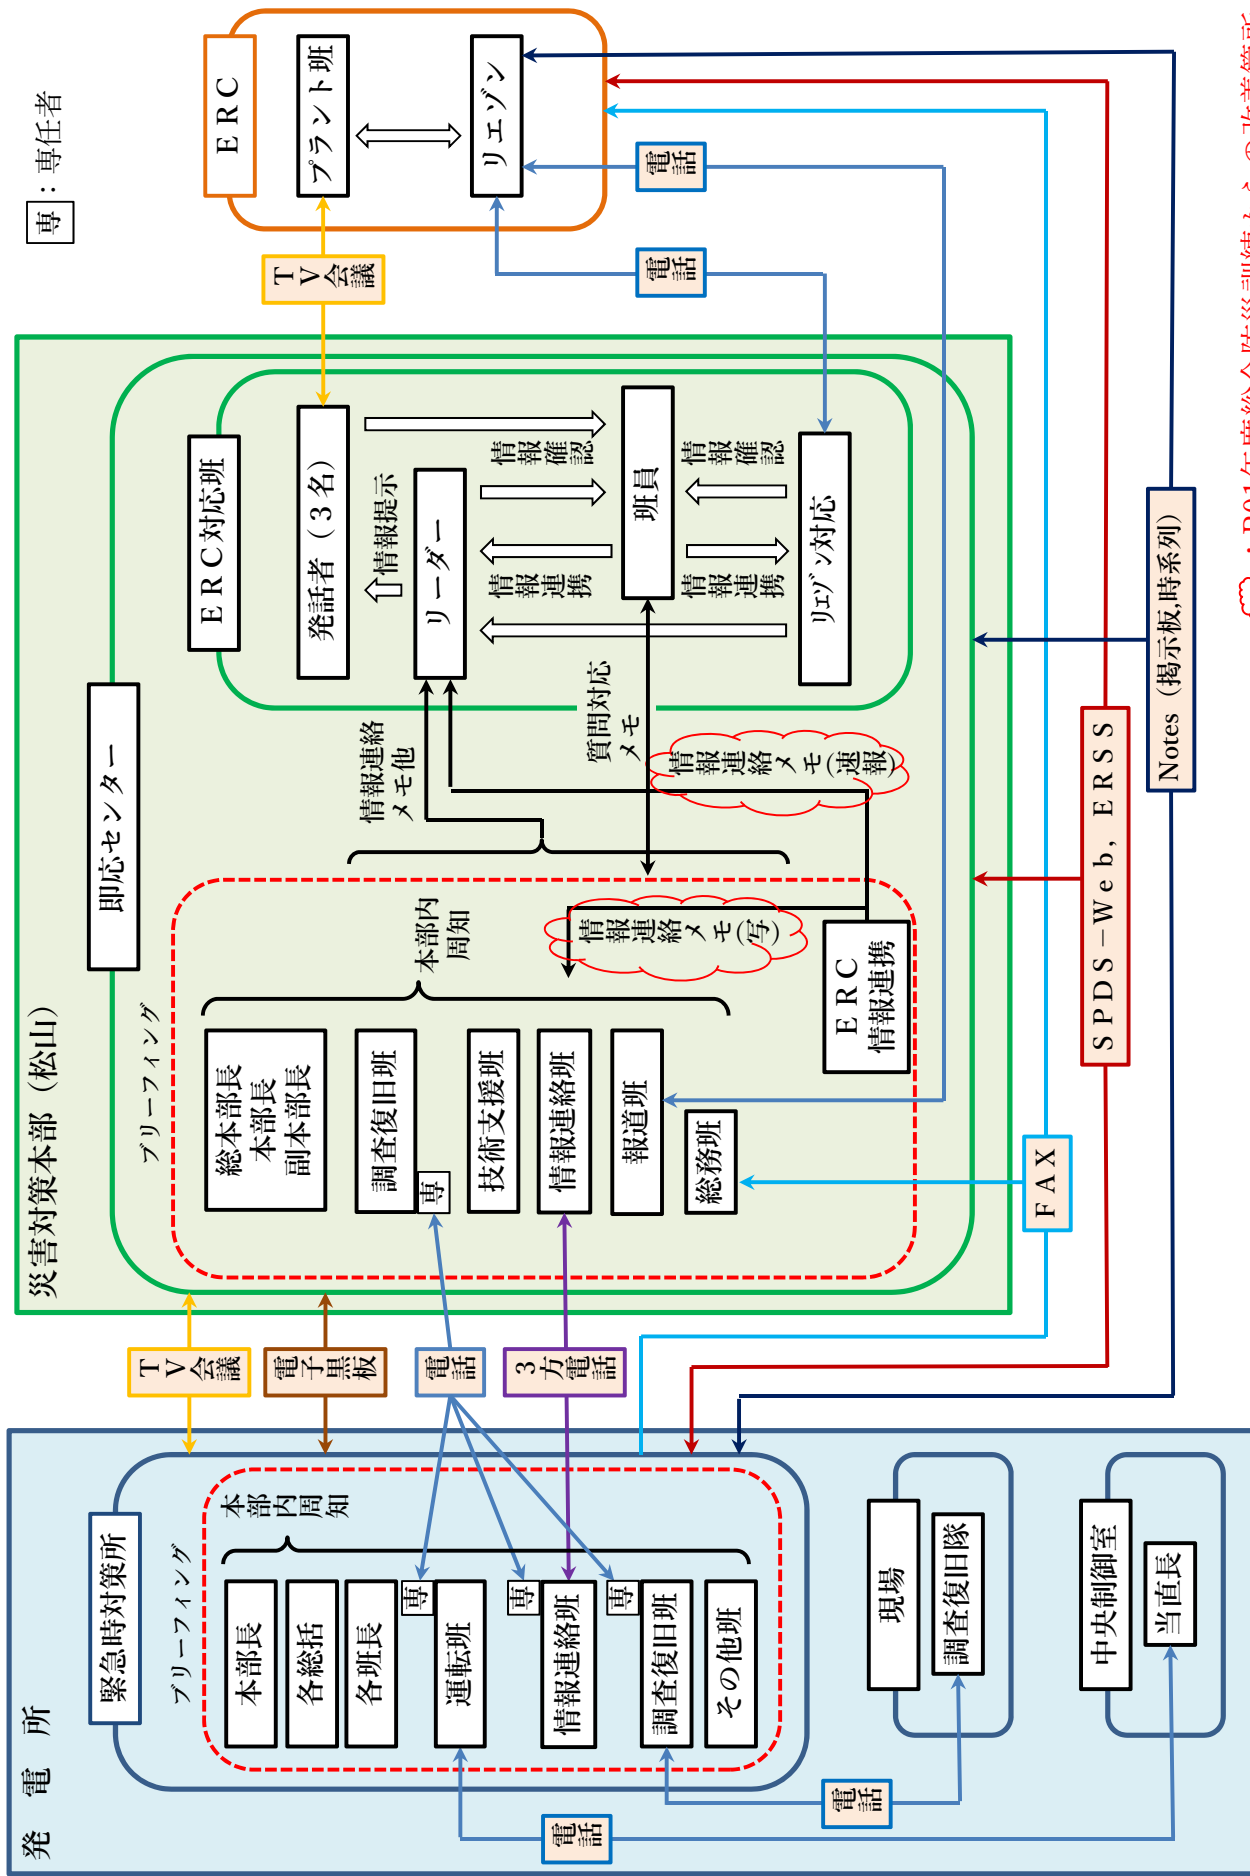 専：専任者
発電所
緊急時対策所
ブリーフィング
本部内
周知
本部長
各総括
各班長
運転班
専
情報連絡班
専
調査復旧班
専
その他班
現場
調査復旧隊
中央制御室
当直長
電話
電話
TV
会議
電子
黒板
電話
3方
電話
災害対策本部（松山）
即応センター
ブリーフィング
総本部長
本部長
副本部長
調査復旧班
専
技術支援班
情報連絡班
報道班
総務班
本部内
周知
ERC
情報連携
情報
連絡
メモ
(写)
情報連絡
メモ他
質問対応
メモ
情報
連絡
メモ
(速報)
ERC対応班
発話者（3名）
情報提示
リーダー
情報
確認
情報
連携
班員
情報
確認
情報
連携
ﾘｴｿﾞﾝ対応
TV
会議
電話
電話
ERC
プラント班
リエゾン
FAX
SPDS－Web，ERSS
Notes（掲示板,時系列）